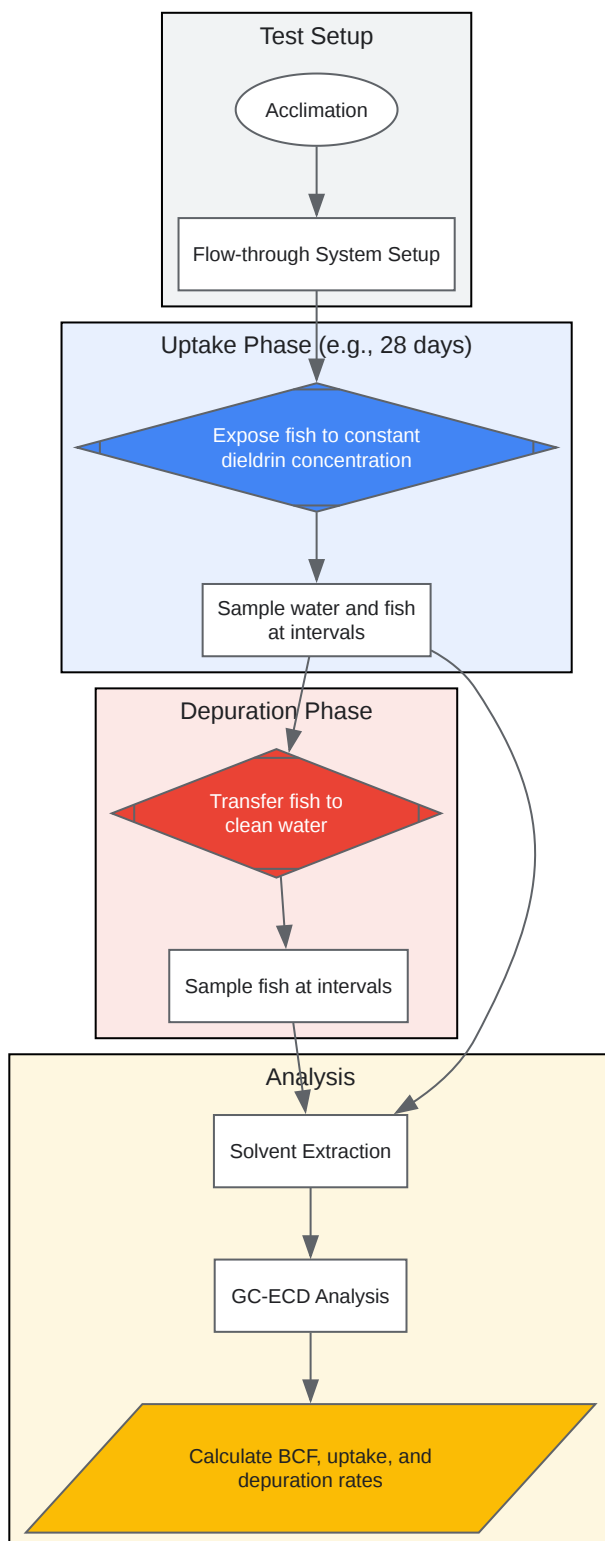 Test Setup
Acclimation
Flow-through System Setup
Uptake Phase (e.g., 28 days)
Expose fish to constant
dieldrin concentration
Sample water and fish
at intervals
Depuration Phase
Transfer fish to
clean water
Sample fish at intervals
Analysis
Solvent Extraction
GC-ECD Analysis
Calculate BCF, uptake, and
depuration rates